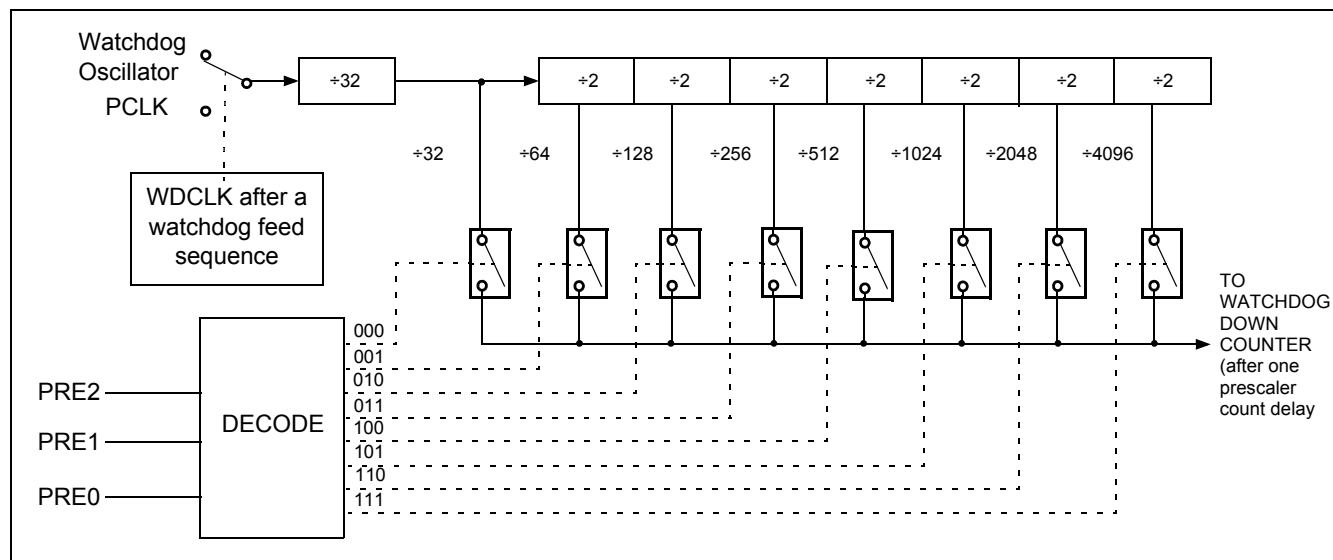 Watchdog
Oscillator
PCLK
÷32
÷2 ÷2 ÷2 ÷2 ÷2 ÷2 ÷2
÷32 ÷64 ÷128 ÷256 ÷512 ÷1024 ÷2048 ÷4096
WDCLK after a
watchdog feed
sequence
TO
WATCHDOG
DOWN
COUNTER
(after one
prescaler
count delay
PRE2
PRE1
PRE0
DECODE
000
001
010
011
100
101
110
111